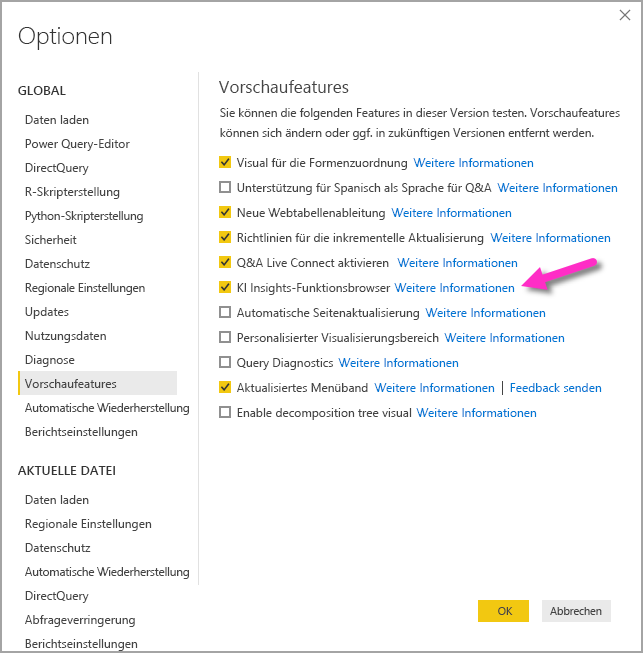 Optionen
GLOBAL
Daten laden
Power Query-Editor
DirectQuery
R-Skripterstellung
Python-Skripterstellung
Sicherheit
Datenschutz
Regionale Einstellungen
Updates
Nutzungsdaten
Diagnose
Vorschaufeatures
Automatische Wiederherstellung
Berichtseinstellungen
AKTUELLE DATEI
Daten laden
Regionale Einstellungen
Datenschutz
Automatische Wiederherstellung
DirectQuery
Abfrageverringerung
Berichtseinstellungen
Vorschaufeatures
Sie können die folgenden Features in dieser Version testen. Vorschaufeatures
können sich ändern oder ggf. in zukünftigen Versionen entfernt werden.
Visual für die Formenzuordnung Weitere Informationen
Unterstützung für Spanisch als Sprache für Q&A Weitere Informationen
Neue Webtabellenableitung Weitere Informationen
Richtlinien für die inkrementelle Aktualisierung Weitere Informationen
Q&A Live Connect aktivieren Weitere Informationen
KI Insights-Funktionsbrowser Weitere Informationen
Automatische Seitenaktualisierung Weitere Informationen
Personalisierter Visualisierungsbereich Weitere Informationen
Query Diagnostics Weitere Informationen
Aktualisiertes Menüband Weitere Informationen | Feedback senden
Enable decomposition tree visual Weitere Informationen
OK Abbrechen